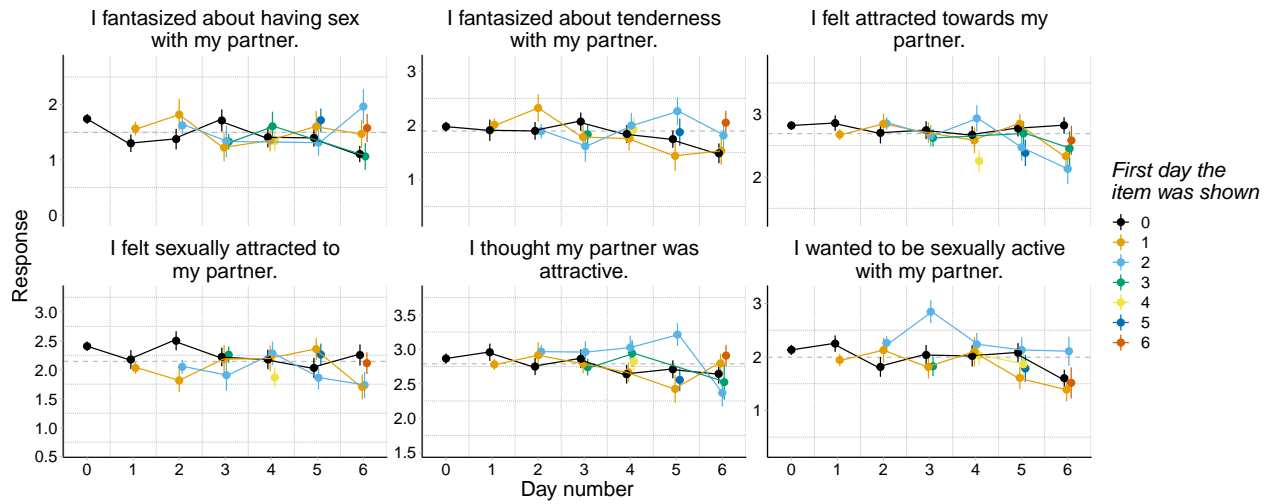 I fantasized about having sex
with my partner.
I fantasized about tenderness
with my partner.
I felt attracted towards my
partner.
2
1
0
3
2
1
3
2
I felt sexually attracted to
my partner.
I thought my partner was
attractive.
I wanted to be sexually active
with my partner.
3.0
2.5
2.0
1.5
1.0
0.5
3.5
3.0
2.5
2.0
1.5
3
2
1
0 1 2 3 4 5 6
0 1 2 3 4 5 6
0 1 2 3 4 5 6
Response
Day number
First day the
item was shown
0
1
2
3
4
5
6